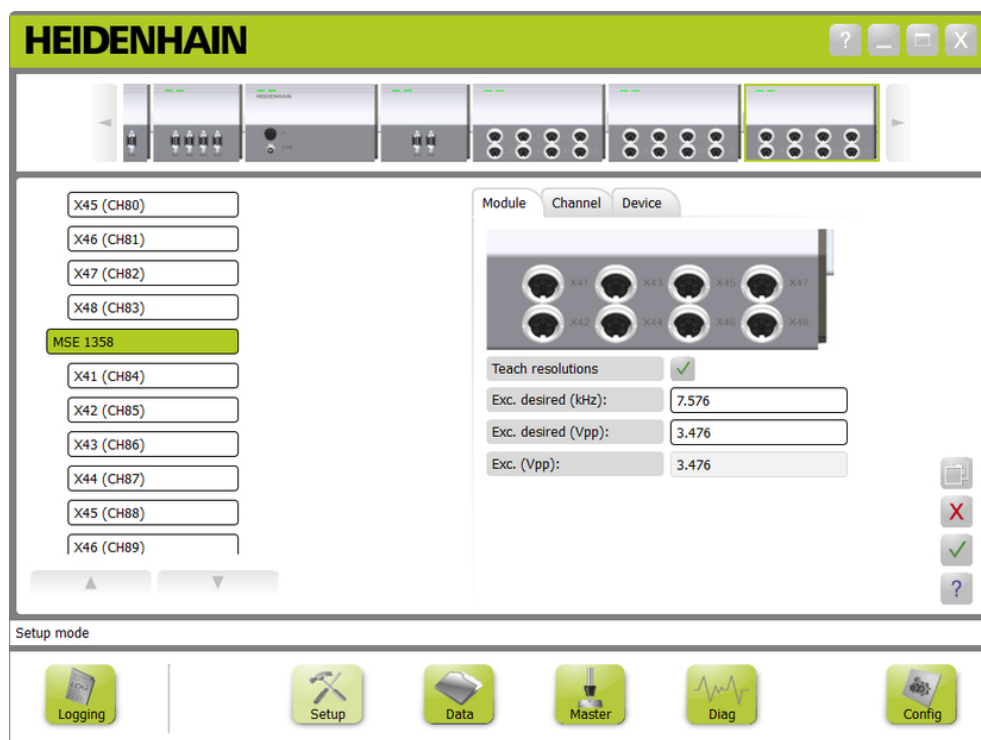 HEIDENHAIN
?
X
HEIDENHAIN
X45 (CH80)
X46 (CH81)
X47 (CH82)
X48 (CH83)
MSE 1358
X41 (CH84)
X42 (CH85)
X43 (CH86)
X44 (CH87)
X45 (CH88)
X46 (CH89)
Module Channel Device
X41 X43 X45 X47
X42 X44 X46 X48
Teach resolutions
Exc. desired (kHz): 7.576
Exc. desired (Vpp): 3.476
Exc. (Vpp): 3.476
X
?
Setup mode
LOG
Logging Setup Data Master Diag Config